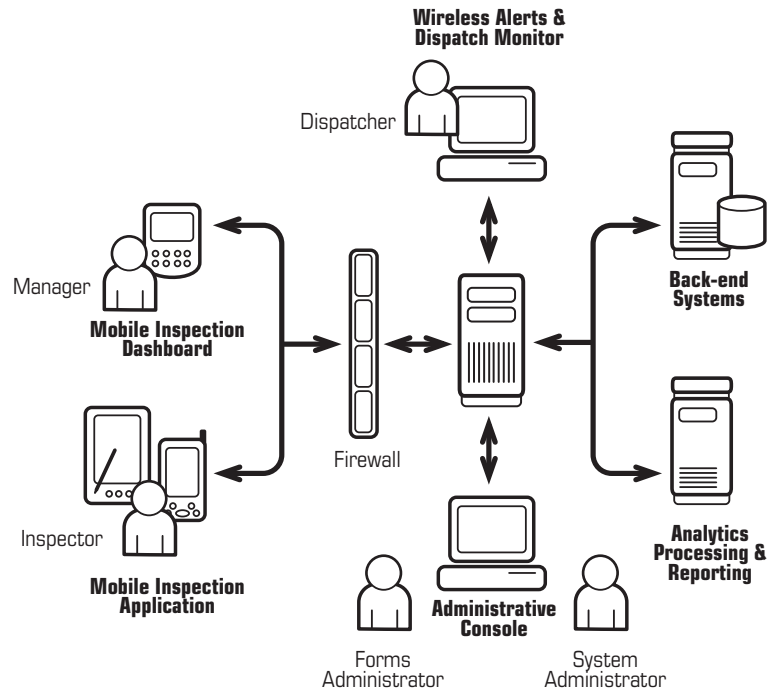 Wireless Alerts &
Dispatch Monitor
Dispatcher
Manager
Mobile Inspection
Dashboard
Back-end
Systems
Firewall
Inspector
Mobile Inspection
Application
Analytics
Processing &
Reporting
Administrative
Console
Forms
Administrator
System
Administrator